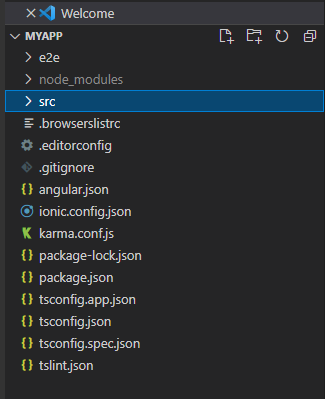 Welcome
MYAPP
e2e
node_modules
src
.browserslistrc
.editorconfig
.gitignore
angular.json
ionic.config.json
karma.conf.js
package-lock.json
package.json
tsconfig.app.json
tsconfig.json
tsconfig.spec.json
tslint.json